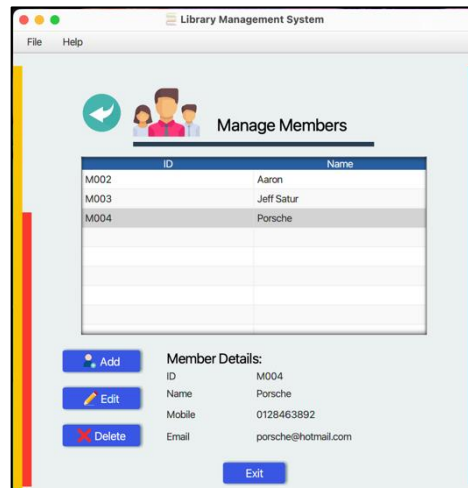 Library Management System
File Help
Manage Members
ID Name
M002 Aaron
M003 Jeff Satur
M004 Porsche
Add
Edit
Delete
Member Details:
ID M004
Name Porsche
Mobile 0128463892
Email porsche@hotmail.com
Exit